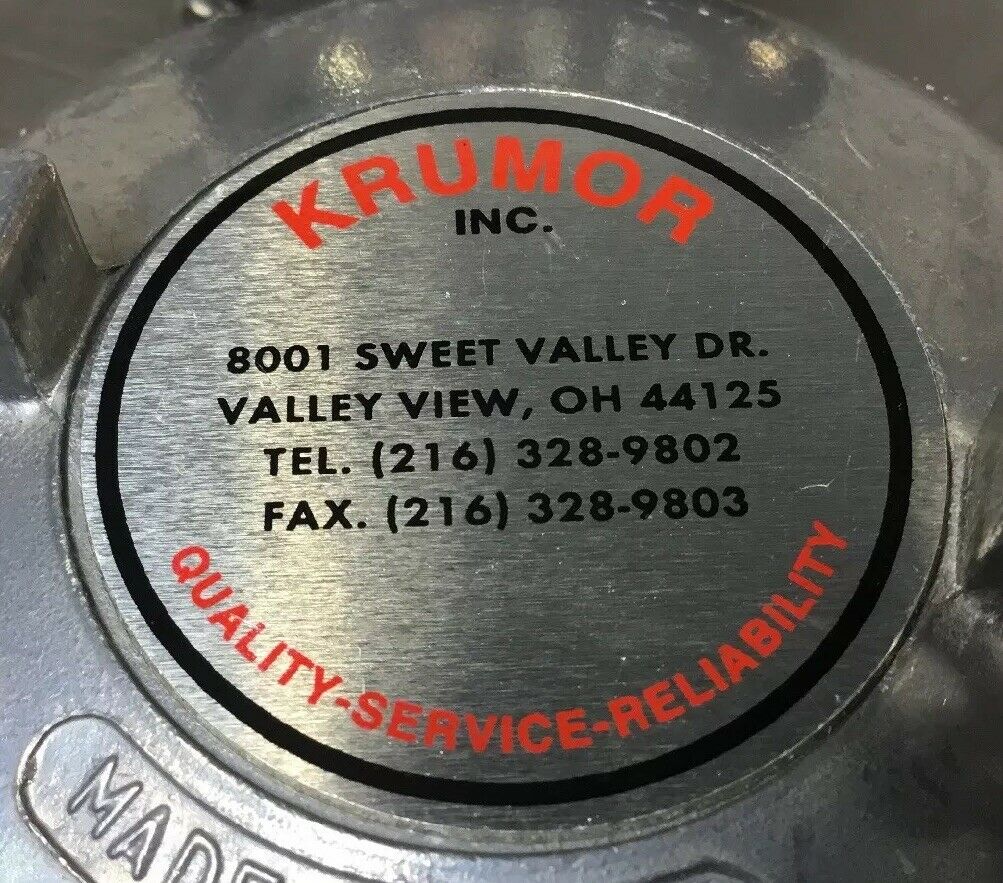 KRUMOR
INC.
8001 SWEET VALLEY DR.
VALLEY VIEW, OH 44125
TEL. (216) 328-9802
FAX. (216) 328-9803
QUALITY-SERVICE-RELIABILITY
MADE